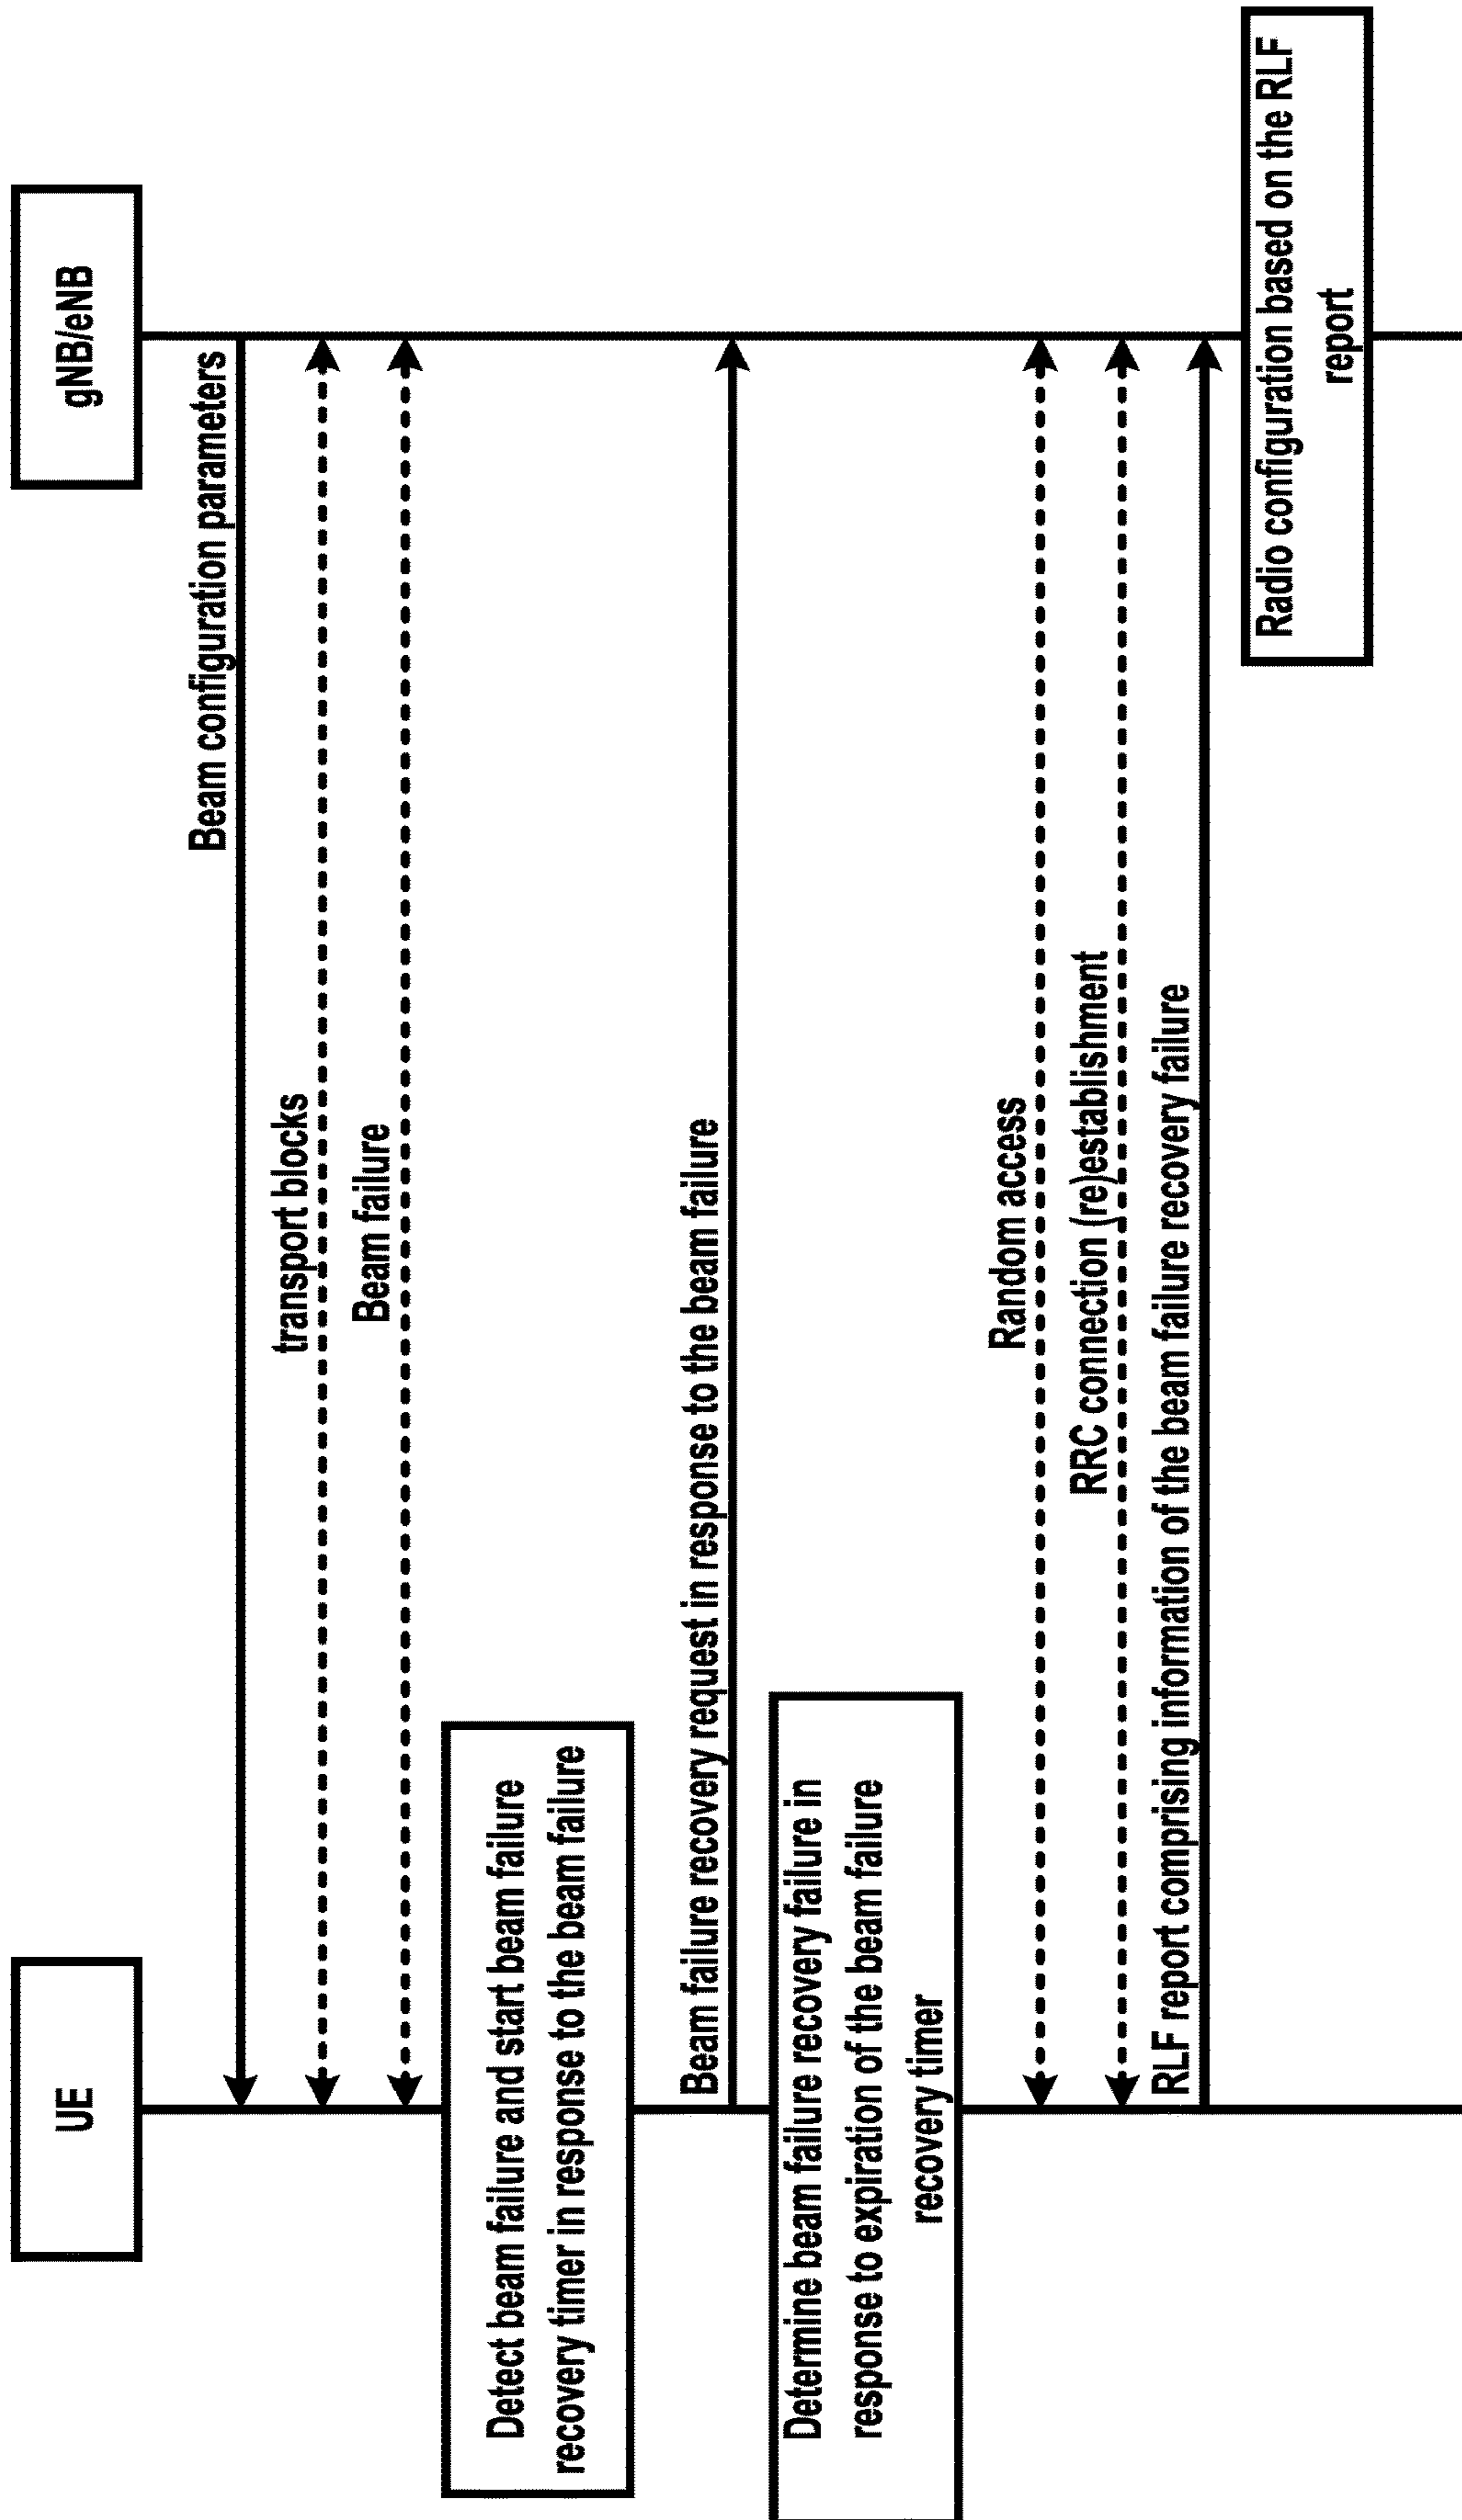 UE
gNB/eNB
Beam configuration parameters
transport blocks
Beam failure
Detect beam failure and start beam failure
recovery timer in response to the beam failure
Beam failure recovery request in response to the beam failure
Determine beam failure recovery failure in
response to expiration of the beam failure
recovery timer
Random access
RRC connection (re)establishment
RLF report comprising information of the beam failure recovery failure
Radio configuration based on the RLF
report